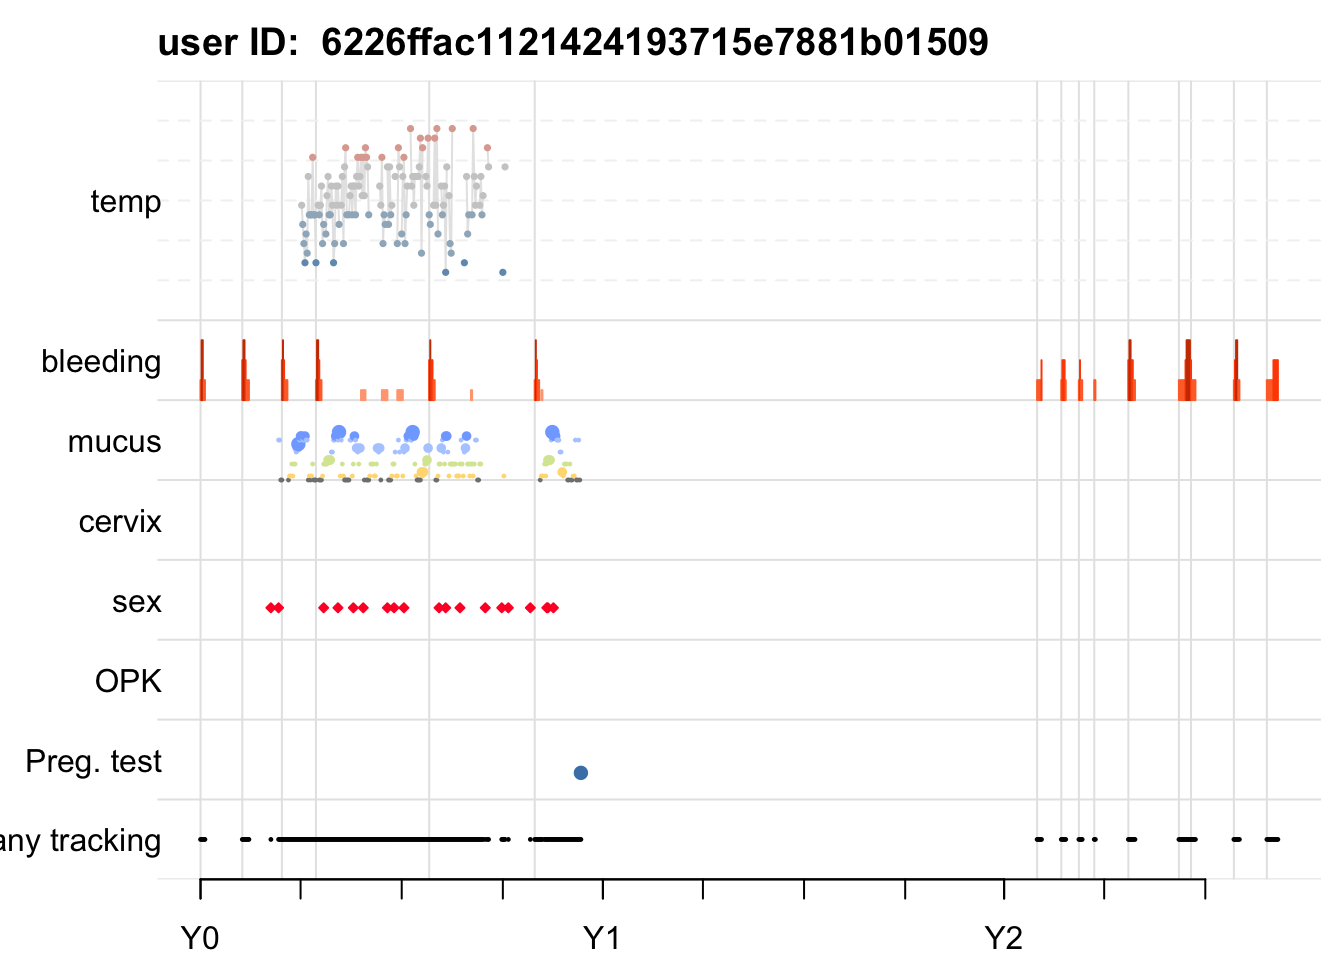 user ID:  6226ffac1121424193715e7881b01509
temp
bleeding
mucus
cervix
sex
OPK
Preg. test
any tracking
Y0 Y1 Y2